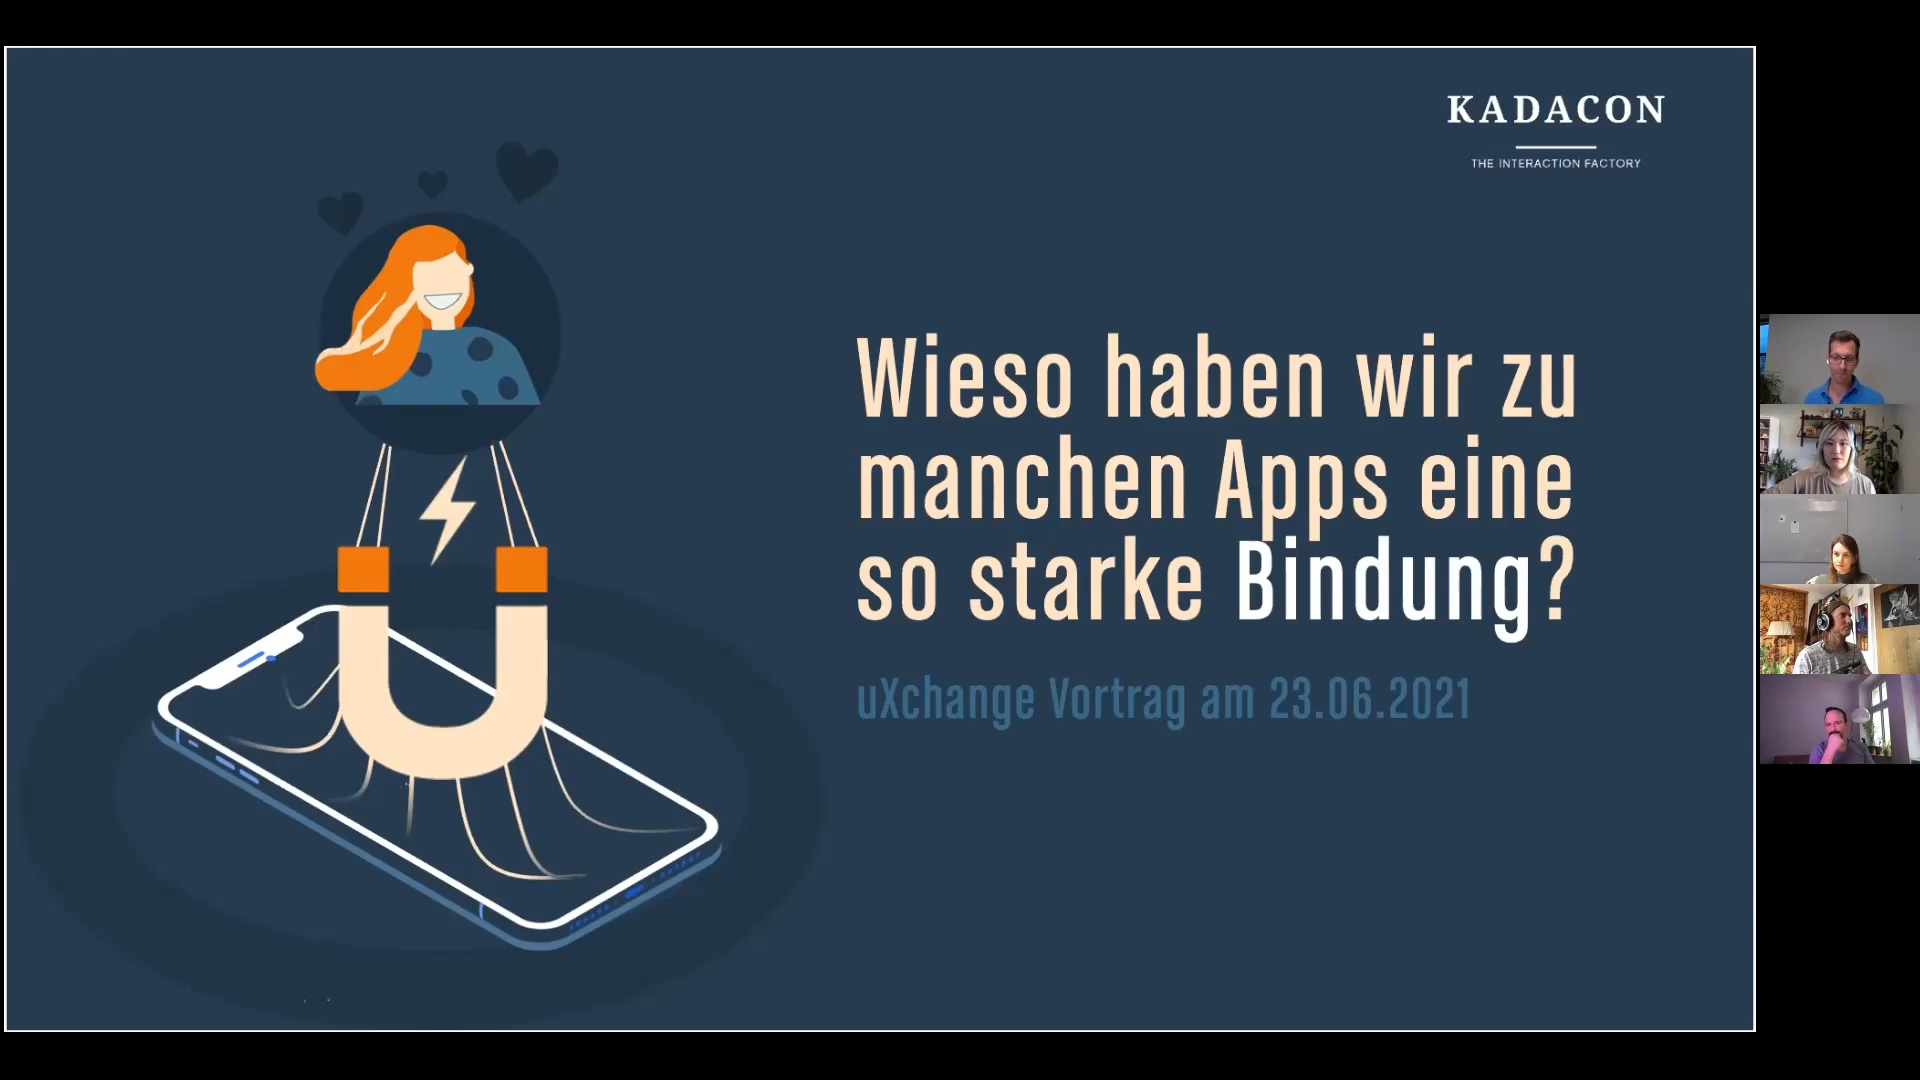 KADACON
THE INTERACTION FACTORY
Wieso haben wir zu
manchen Apps eine
so starke Bindung?
uXchange Vortrag am 23.06.2021